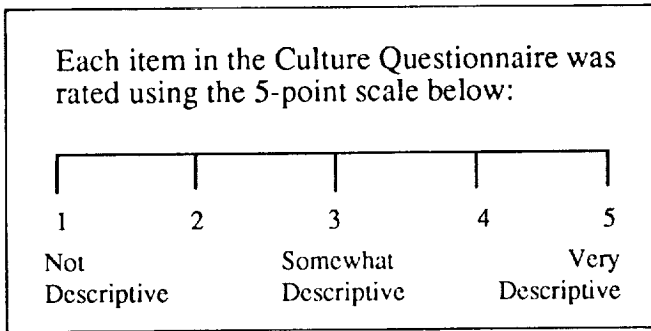 Each item in the Culture Questionnaire was
rated using the 5-point scale below:
1 2 3 4 5
Not Somewhat Very
Descriptive Descriptive Descriptive